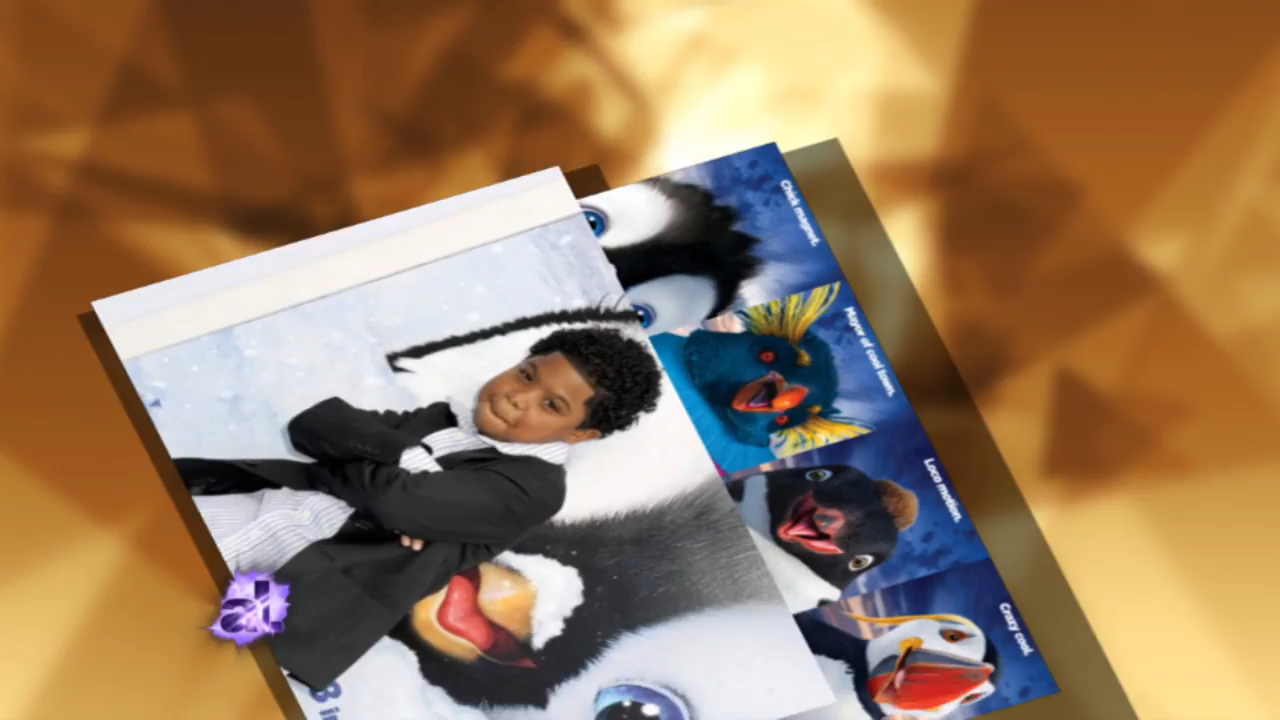 Chick magnet.
Mayor of cool town.
Loco motion.
Crazy cool.